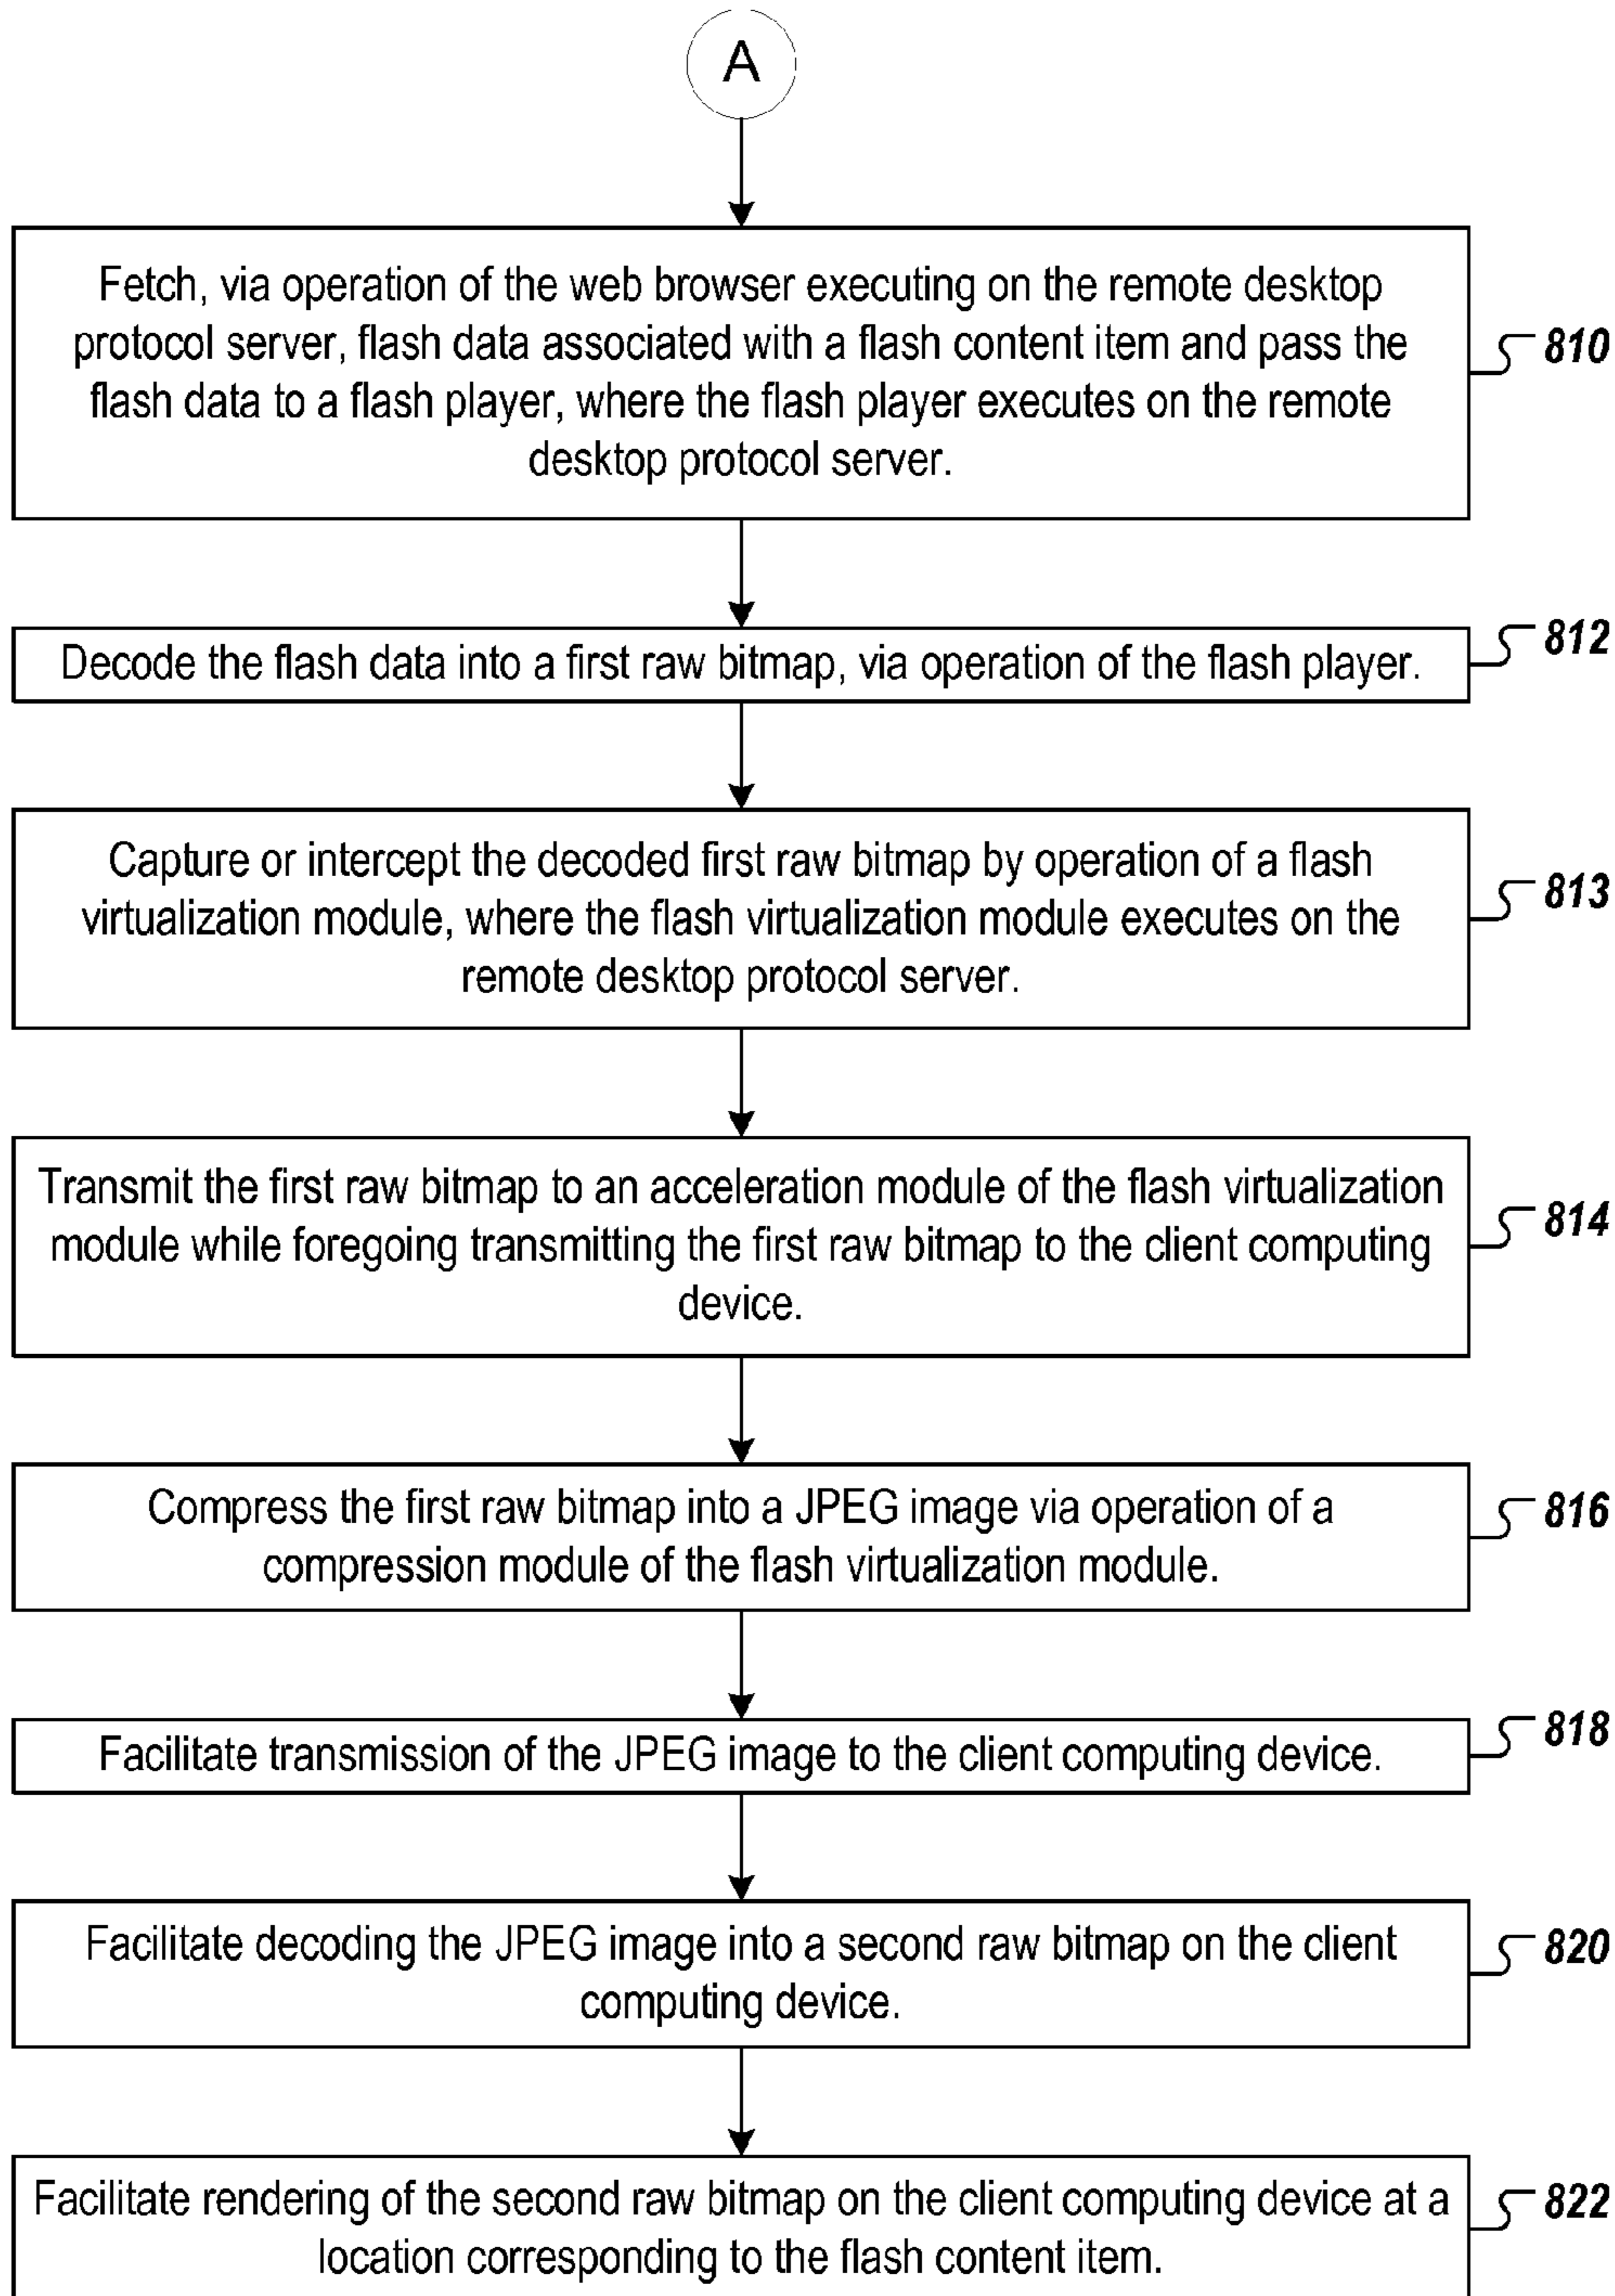 A
Fetch, via operation of the web browser executing on the remote desktop
protocol server, flash data associated with a flash content item and pass the
flash data to a flash player, where the flash player executes on the remote
desktop protocol server.
810
Decode the flash data into a first raw bitmap, via operation of the flash player.
812
Capture or intercept the decoded first raw bitmap by operation of a flash
virtualization module, where the flash virtualization module executes on the
remote desktop protocol server.
813
Transmit the first raw bitmap to an acceleration module of the flash virtualization
module while foregoing transmitting the first raw bitmap to the client computing
device.
814
Compress the first raw bitmap into a JPEG image via operation of a
compression module of the flash virtualization module.
816
Facilitate transmission of the JPEG image to the client computing device.
818
Facilitate decoding the JPEG image into a second raw bitmap on the client
computing device.
820
Facilitate rendering of the second raw bitmap on the client computing device at a
location corresponding to the flash content item.
822